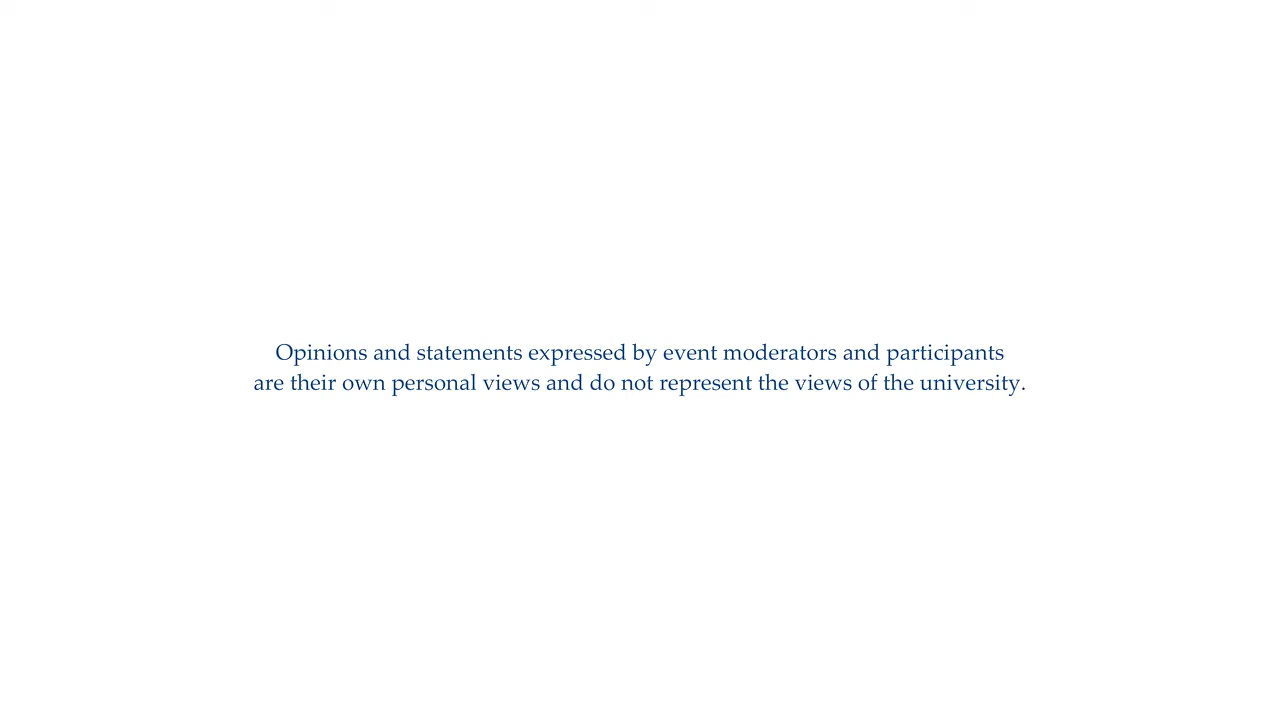 Opinions and statements expressed by event moderators and participants
are their own personal views and do not represent the views of the university.